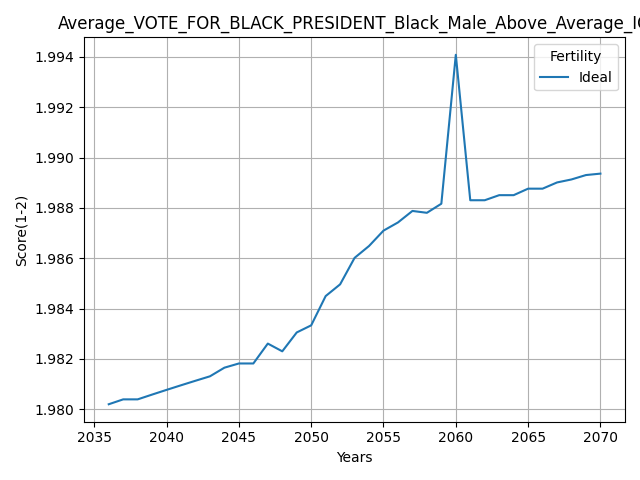 Average_VOTE_FOR_BLACK_PRESIDENT_Black_Male_Above_Average_IQ
Fertility
Ideal
1.994
1.992
1.990
1.988
1.986
1.984
1.982
1.980
Score(1-2)
2035 2040 2045 2050 2055 2060 2065 2070
Years